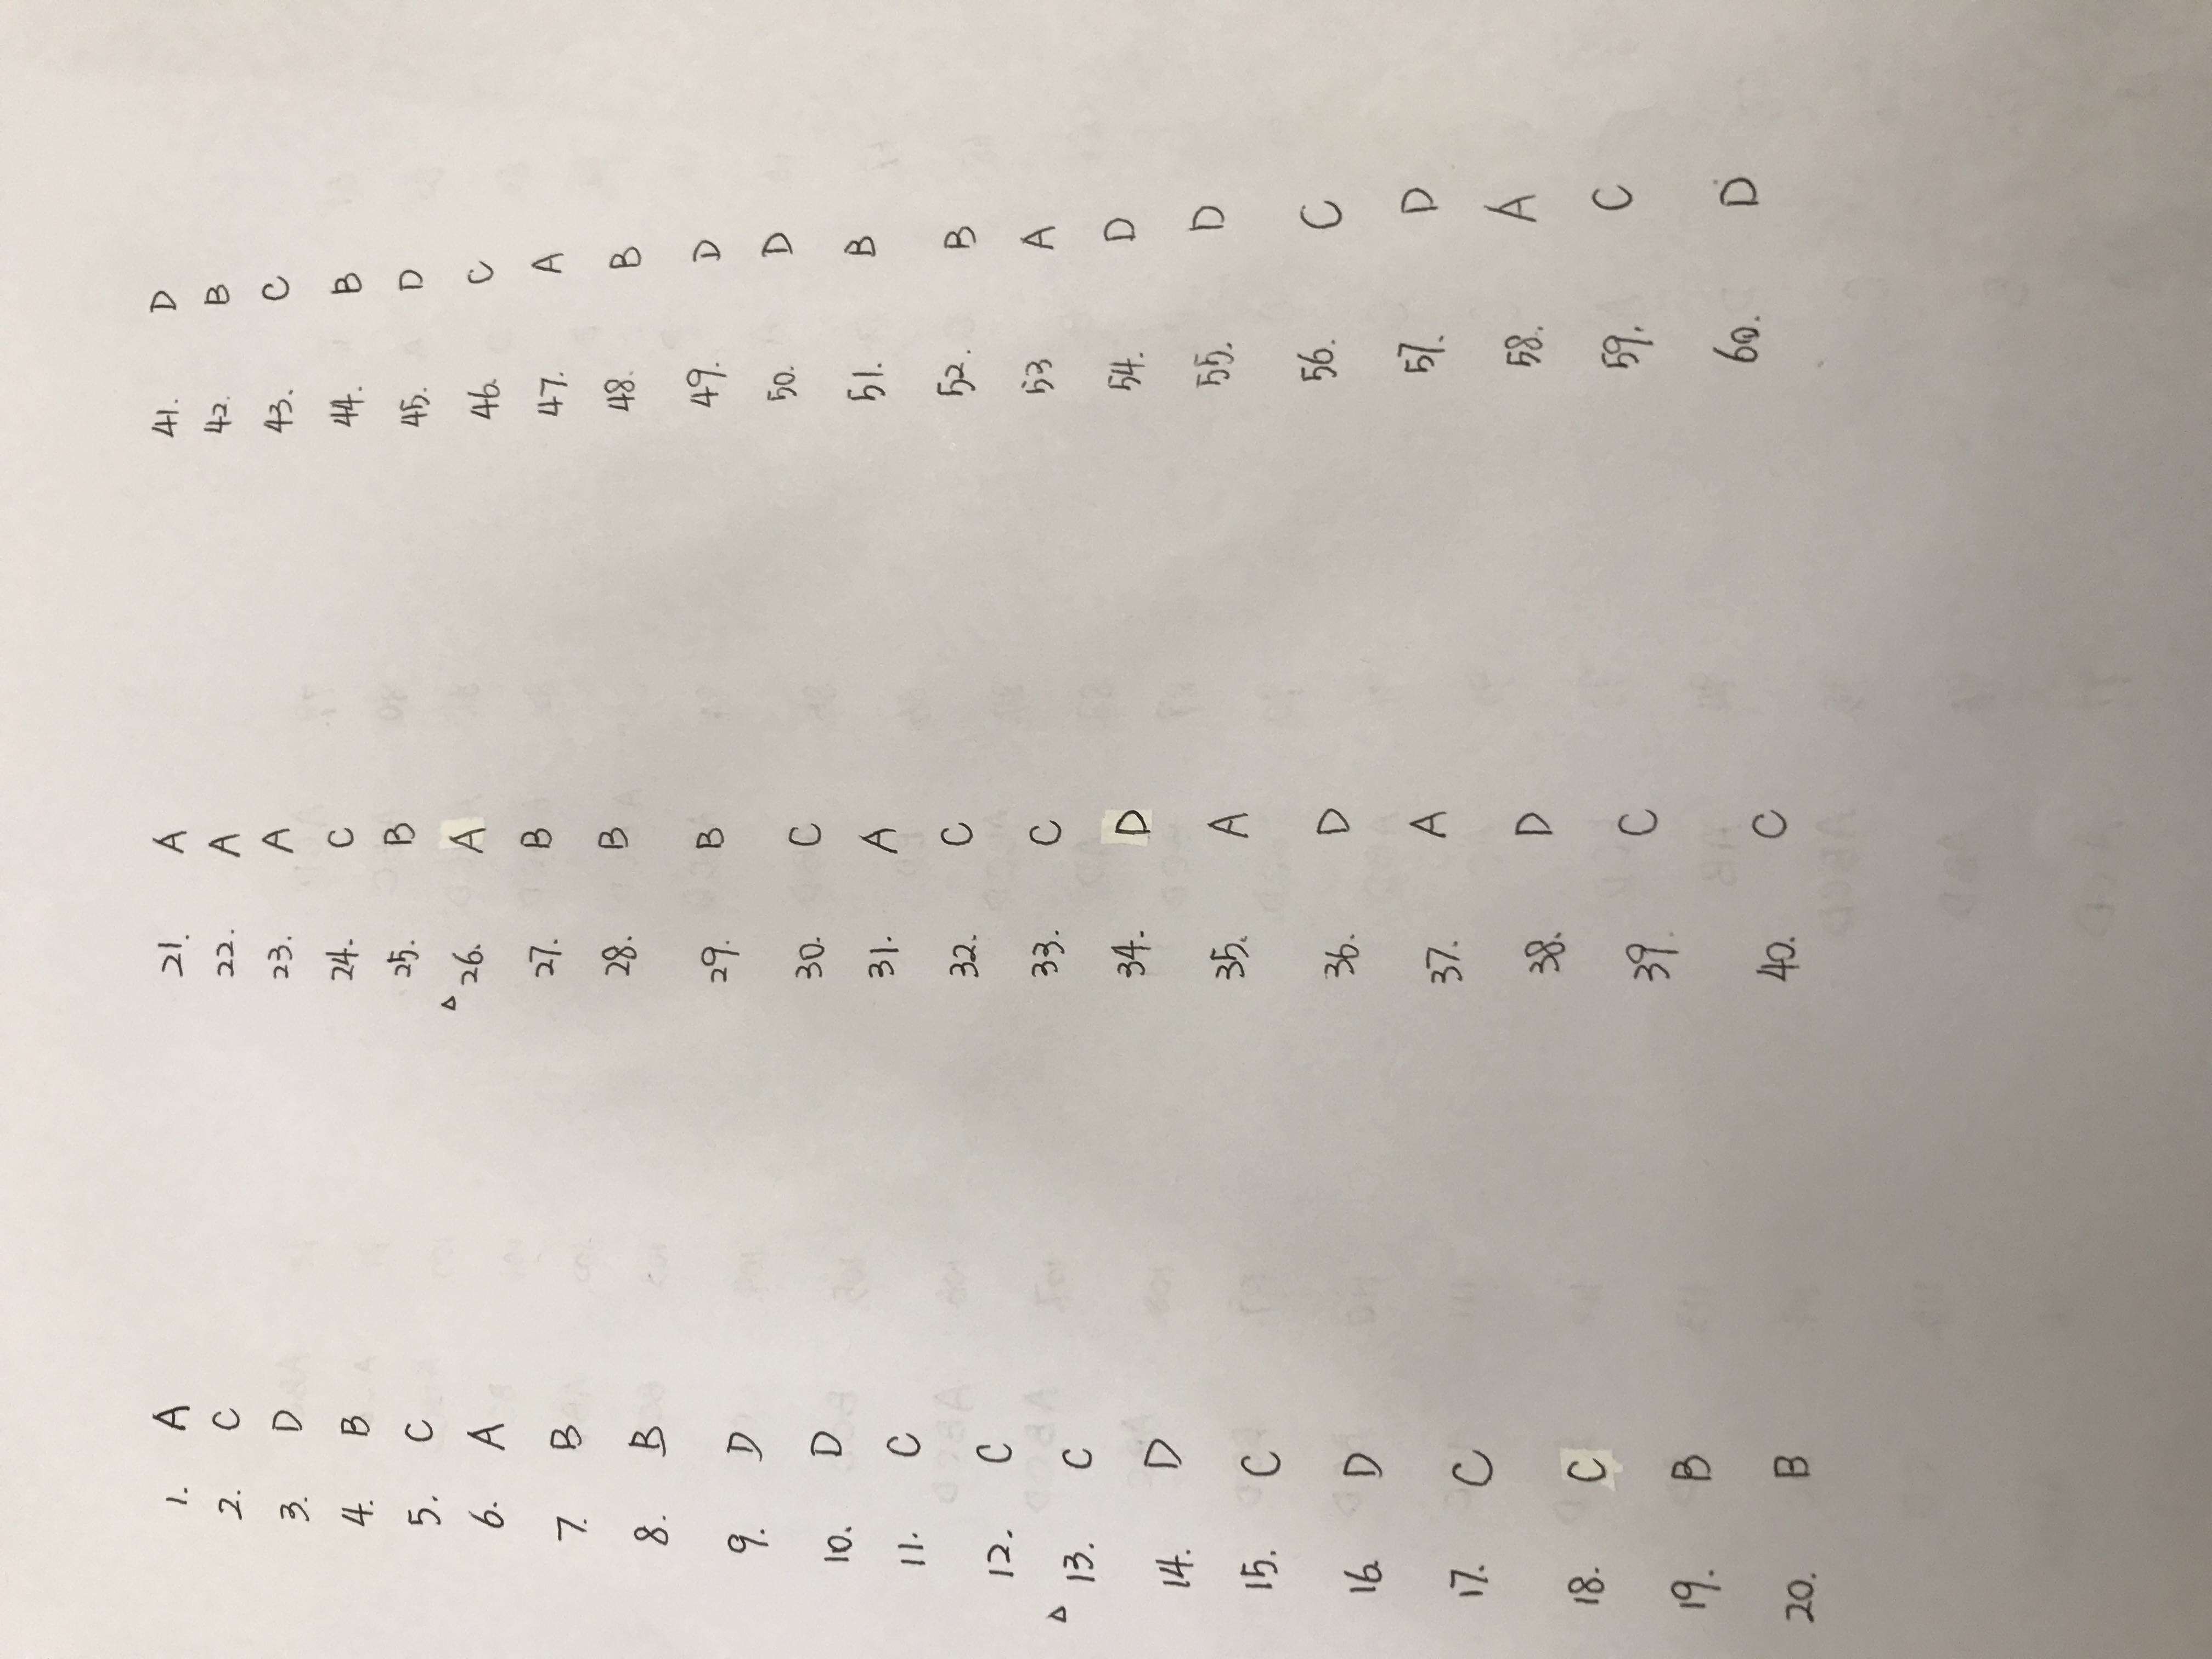 1. A
2. C
3. D
4. B
5. C
6. A
7. B
8. B
9. D
10. D
11. C
12. C
△ 13. C
14. D
15. C
16. D
17. C
18. C
19. B
20. B
21. A
22. A
23. A
24. C
25. B
△ 26. A
27. B
28. B
29. B
30. C
31. A
32. C
33. C
34. D
35. A
36. D
37. A
38. D
39. C
40. C
41. D
42. B
43. C
44. B
45. D
46. C
47. A
48. B
49. D
50. D
51. B
52. B
53 A
54. D
55. D
56. C
57. D
58. A
59. C
60. D